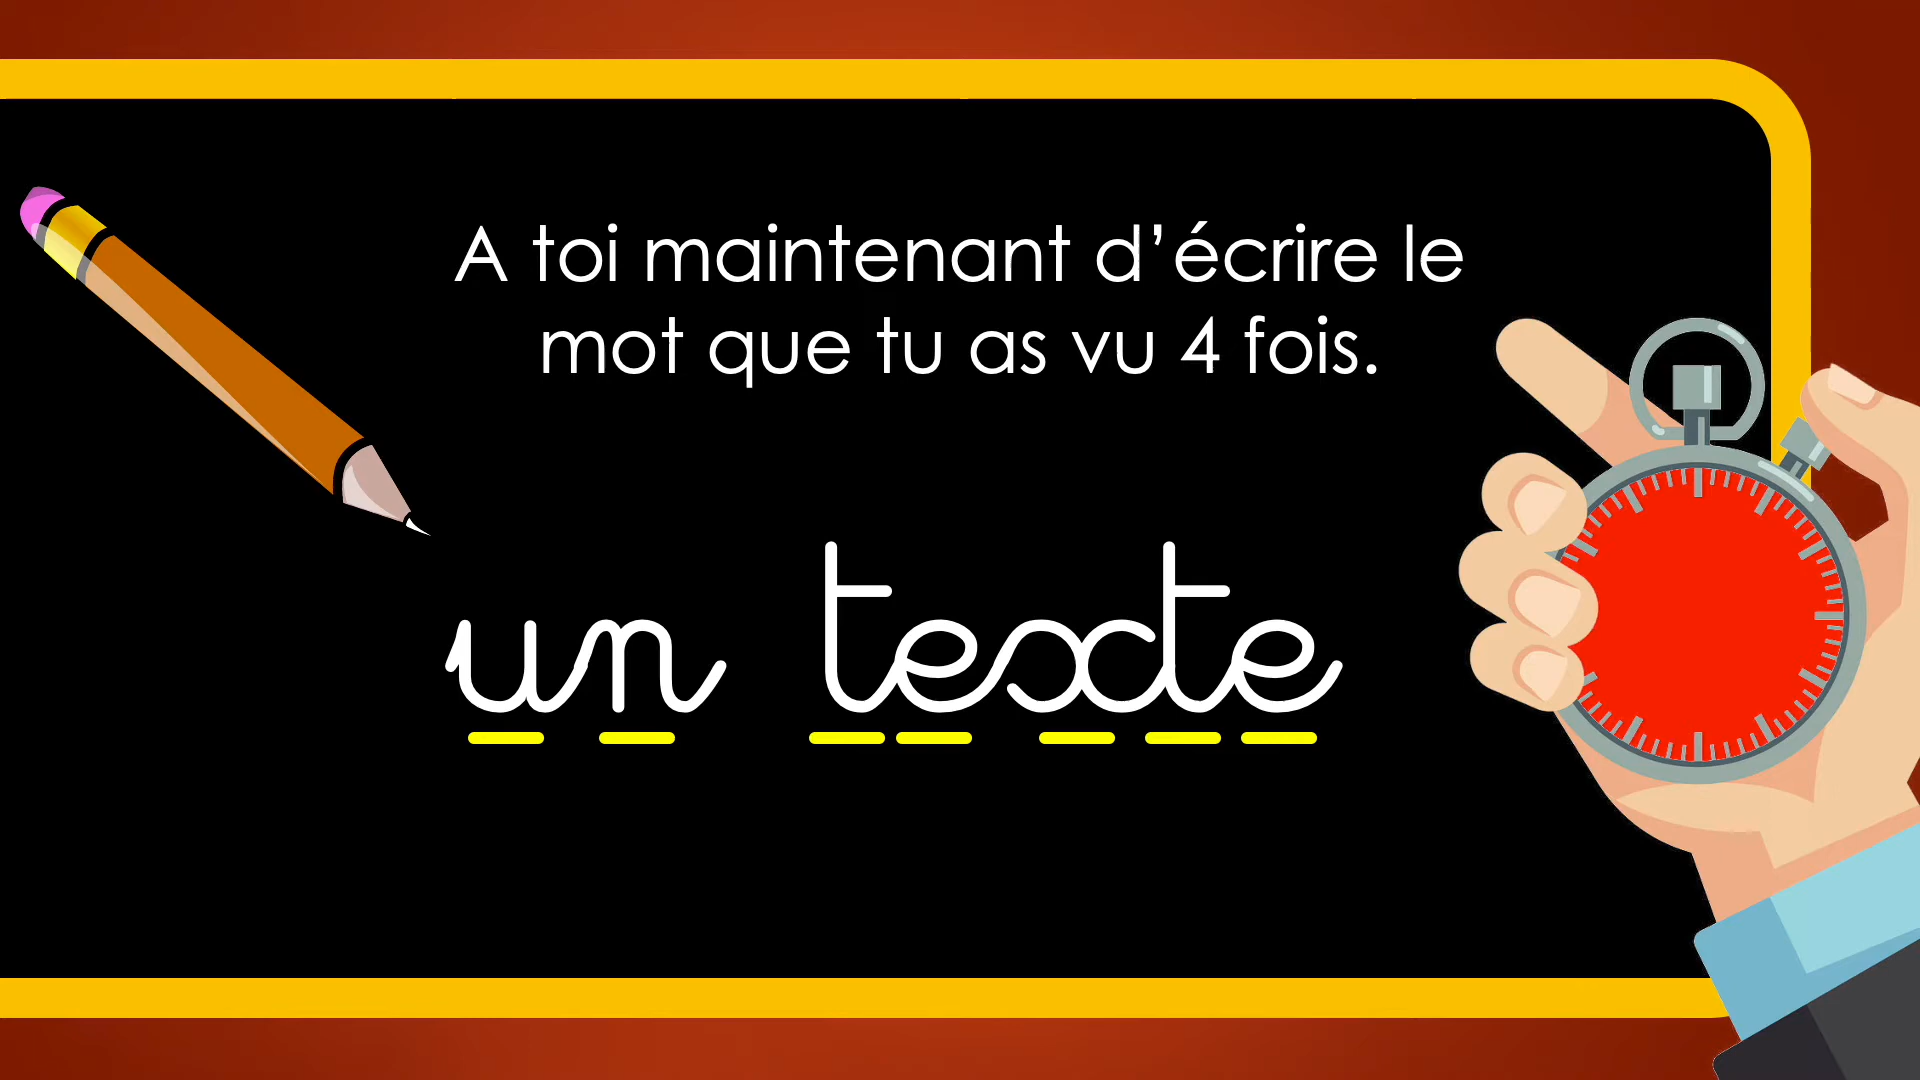 A toi maintenant d’écrire le
mot que tu as vu 4 fois.
un texte